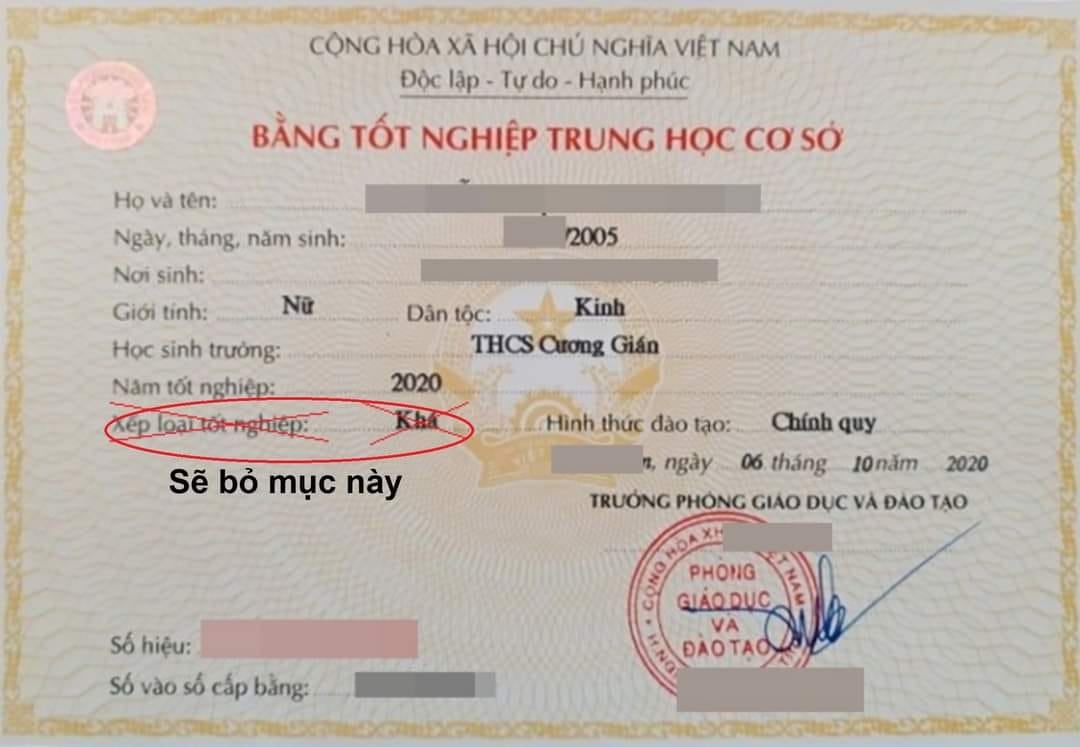 CỘNG HÒA XÃ HỘI CHỦ NGHĨA VIỆT NAM
Độc lập - Tự do - Hạnh phúc
BẰNG TỐT NGHIỆP TRUNG HỌC CƠ SỞ
Họ và tên:
Ngày, tháng, năm sinh: /2005
Nơi sinh:
Giới tính: Nữ Dân tộc: Kinh
Học sinh trường: THCS Cương Gián
Năm tốt nghiệp: 2020
Xếp loại tốt nghiệp: Khá Hình thức đào tạo: Chính quy
Sẽ bỏ mục này
, ngày 06 tháng 10 năm 2020
TRƯỞNG PHÒNG GIÁO DỤC VÀ ĐÀO TẠO
PHÒNG
GIÁO DỤC
VÀ
ĐÀO TẠO
Số hiệu:
Số vào sổ cấp bằng: